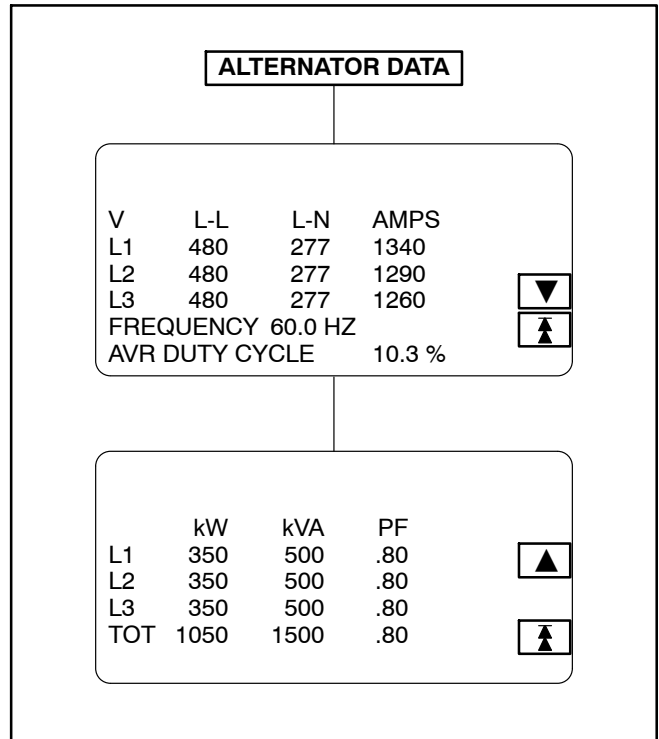 ALTERNATOR DATA
V L-L L-N AMPS
L1 480 277 1340
L2 480 277 1290
L3 480 277 1260
FREQUENCY 60.0 HZ
AVR DUTY CYCLE 10.3 %
kW kVA PF
L1 350 500 .80
L2 350 500 .80
L3 350 500 .80
TOT 1050 1500 .80